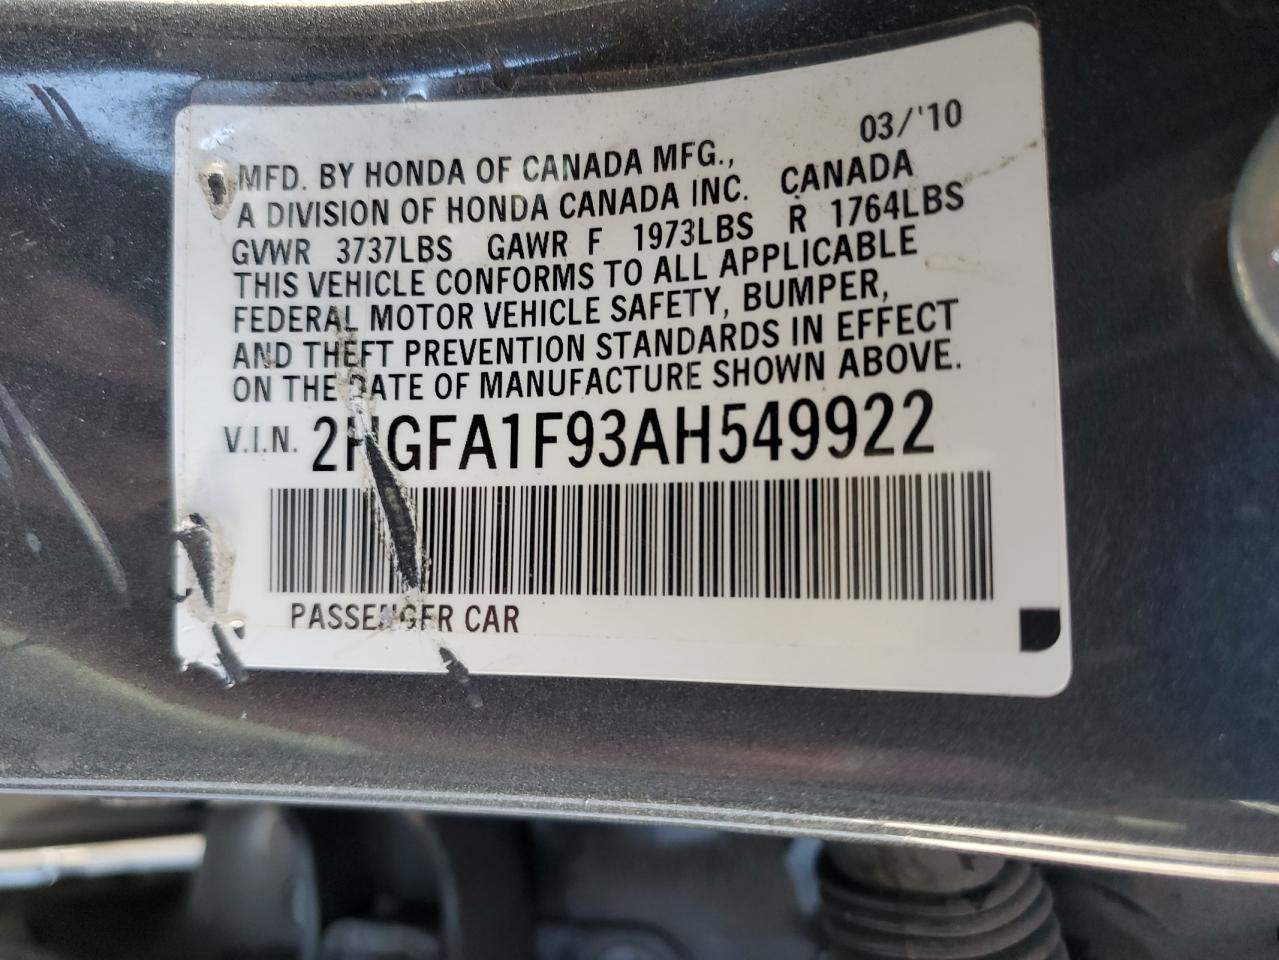 03/'10
MFD. BY HONDA OF CANADA MFG.,
A DIVISION OF HONDA CANADA INC. CANADA
GVWR 3737LBS GAWR F 1973LBS R 1764LBS
THIS VEHICLE CONFORMS TO ALL APPLICABLE
FEDERAL MOTOR VEHICLE SAFETY, BUMPER,
AND THEFT PREVENTION STANDARDS IN EFFECT
ON THE DATE OF MANUFACTURE SHOWN ABOVE.
V.I.N. 2HGFA1F93AH549922
PASSENGER CAR